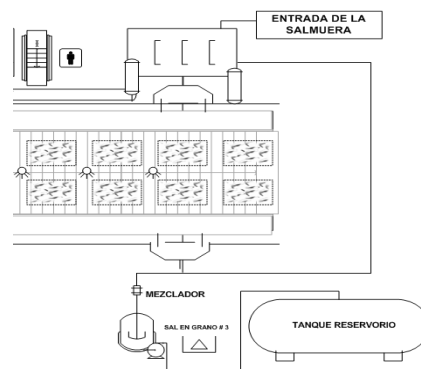 ENTRADA DE LA
SALMUERA
MEZCLADOR
SAL EN GRANO # 3
TANQUE RESERVORIO